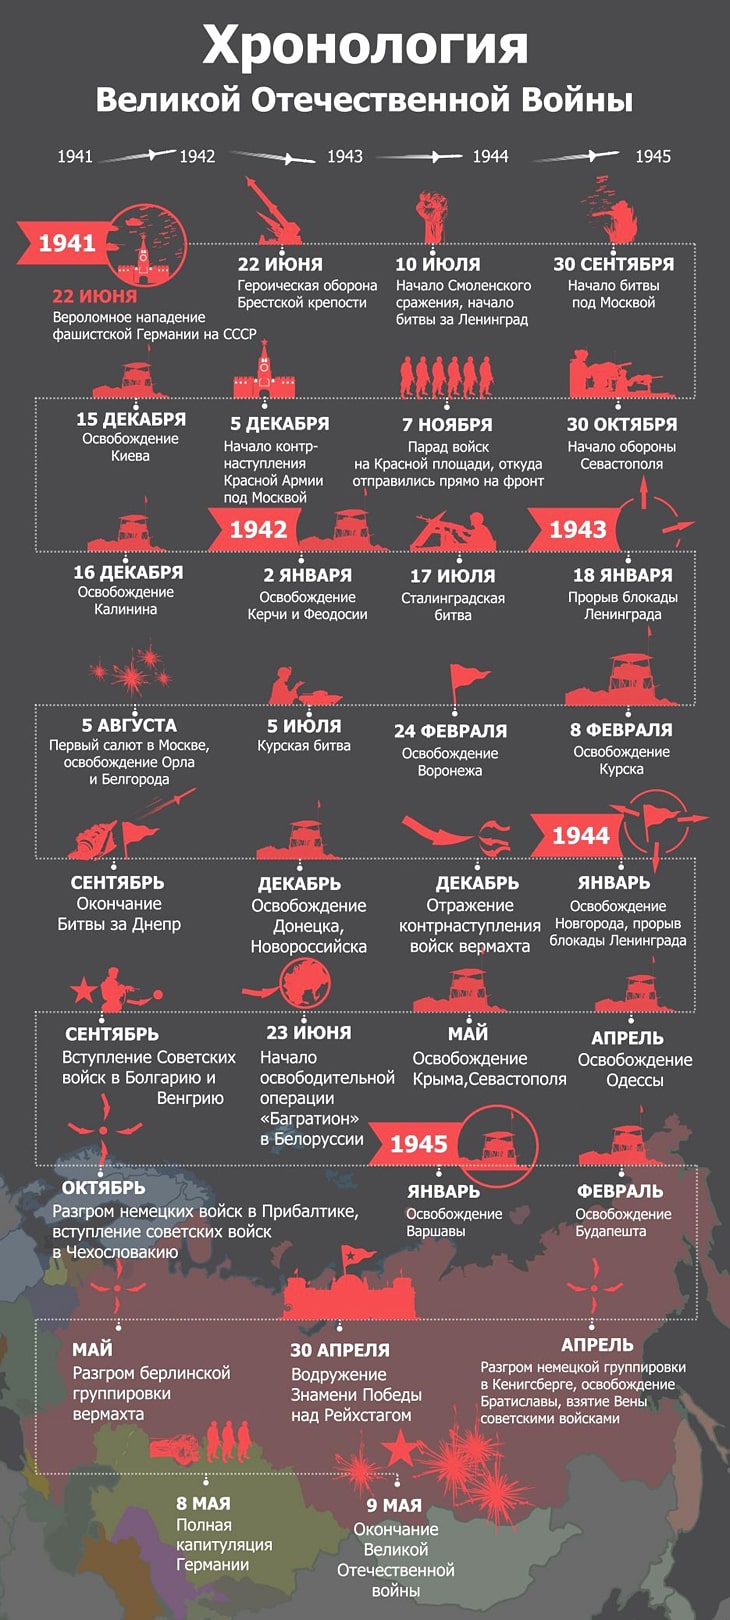 Хронология
Великой Отечественной Войны
1941 1942 1943 1944 1945
1941
22 ИЮНЯ
Вероломное нападение
фашистской Германии на СССР
22 ИЮНЯ
Героическая оборона
Брестской крепости
10 ИЮЛЯ
Начало Смоленского
сражения, начало
битвы за Ленинград
30 СЕНТЯБРЯ
Начало битвы
под Москвой
15 ДЕКАБРЯ
Освобождение
Киева
5 ДЕКАБРЯ
Начало контр-
наступления
Красной Армии
под Москвой
7 НОЯБРЯ
Парад войск
на Красной площади, откуда
отправились прямо на фронт
30 ОКТЯБРЯ
Начало обороны
Севастополя
16 ДЕКАБРЯ
Освобождение
Калинина
1942
2 ЯНВАРЯ
Освобождение
Керчи и Феодосии
17 ИЮЛЯ
Сталинградская
битва
1943
18 ЯНВАРЯ
Прорыв блокады
Ленинграда
5 АВГУСТА
Первый салют в Москве,
освобождение Орла
и Белгорода
5 ИЮЛЯ
Курская битва
24 ФЕВРАЛЯ
Освобождение
Воронежа
8 ФЕВРАЛЯ
Освобождение
Курска
СЕНТЯБРЬ
Окончание
Битвы за Днепр
ДЕКАБРЬ
Освобождение
Донецка,
Новороссийска
ДЕКАБРЬ
Отражение
контрнаступления
войск вермахта
1944
ЯНВАРЬ
Освобождение
Новгорода, прорыв
блокады Ленинграда
СЕНТЯБРЬ
Вступление Советских
войск в Болгарию и
Венгрию
23 ИЮНЯ
Начало
освободительной
операции
«Багратион»
в Белоруссии
МАЙ
Освобождение
Крыма,Севастополя
АПРЕЛЬ
Освобождение
Одессы
ОКТЯБРЬ
Разгром немецких войск в Прибалтике,
вступление советских войск
в Чехословакию
1945
ЯНВАРЬ
Освобождение
Варшавы
ФЕВРАЛЬ
Освобождение
Будапешта
МАЙ
Разгром берлинской
группировки
вермахта
30 АПРЕЛЯ
Водружение
Знамени Победы
над Рейхстагом
АПРЕЛЬ
Разгром немецкой группировки
в Кенигсберге, освобождение
Братиславы, взятие Вены
советскими войсками
8 МАЯ
Полная
капитуляция
Германии
9 МАЯ
Окончание
Великой
Отечественной
войны